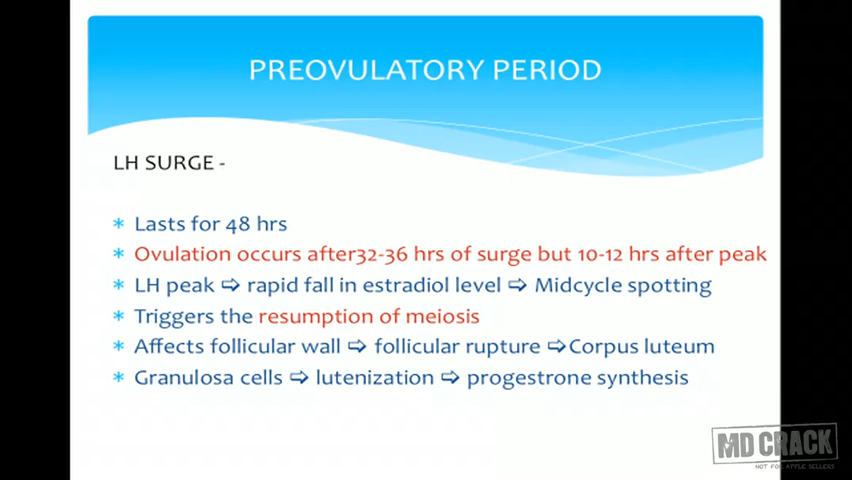 PREOVULATORY PERIOD
LH SURGE -
* Lasts for 48 hrs
* Ovulation occurs after32-36 hrs of surge but 10-12 hrs after peak
* LH peak ⇨ rapid fall in estradiol level ⇨ Midcycle spotting
* Triggers the resumption of meiosis
* Affects follicular wall ⇨ follicular rupture ⇨Corpus luteum
* Granulosa cells ⇨ lutenization ⇨ progestrone synthesis
MD CRACK
NOT FOR APPLE SELLERS